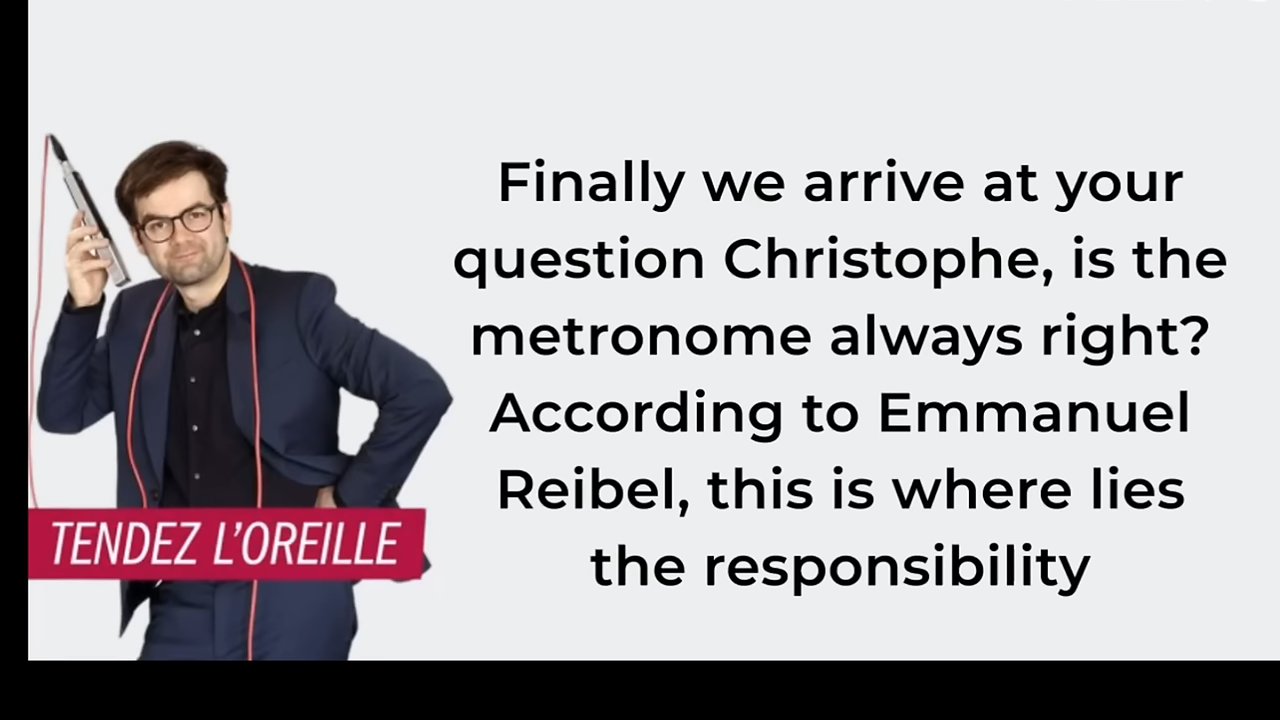 Finally we arrive at your
question Christophe, is the
metronome always right?
According to Emmanuel
Reibel, this is where lies
the responsibility
TENDEZ L'OREILLE